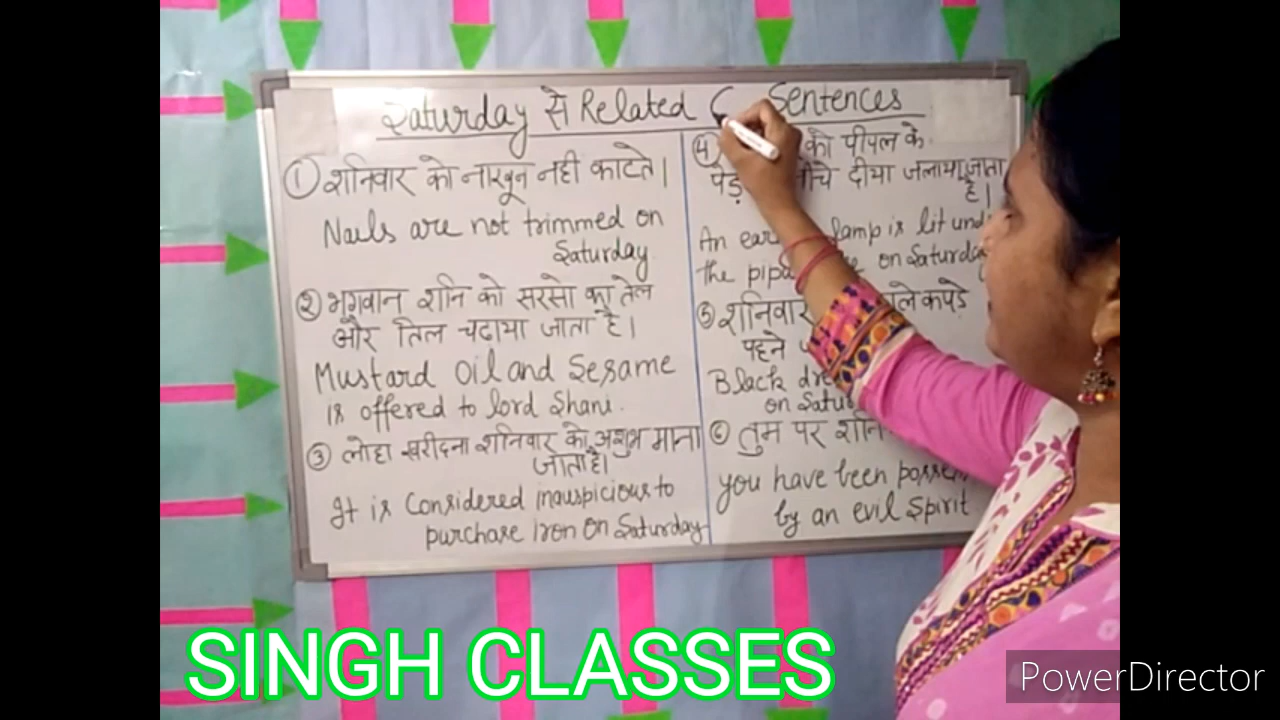 Saturday से Related Sentences
① शनिवार को नाखून नही काटते।
Nails are not trimmed on
Saturday.
② भगवान शनि को सरसो का तेल
और तिल चढाया जाता है।
Mustard Oil and Sesame
is offered to lord Shani.
③ लोहा खरीदना शनिवार को अशुभ माना
जाता है।
It is Considered inauspicious to
purchase Iron on Saturday
④ को पीपल के
पेड़ दीया जलाया जाता
है।
An lamp is lit
the on Saturday
⑤ शनिवार कपड़े
पहने
Black
on
⑥ तुम पर
you have been
by an evil Spirit
SINGH CLASSES
PowerDirector